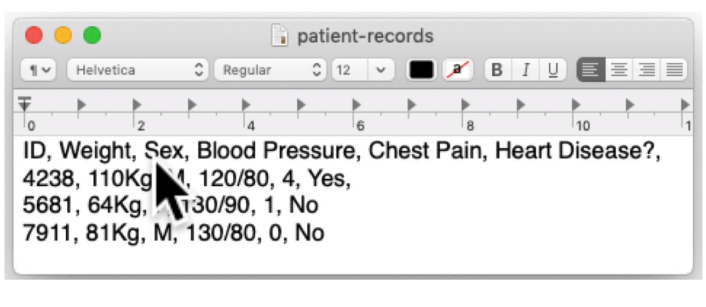 patient-records
¶ Helvetica Regular 12 a B I U
0 2 4 6 8 10 1
ID, Weight, Sex, Blood Pressure, Chest Pain, Heart Disease?,
4238, 110Kg, M, 120/80, 4, Yes,
5681, 64Kg, 130/90, 1, No
7911, 81Kg, M, 130/80, 0, No